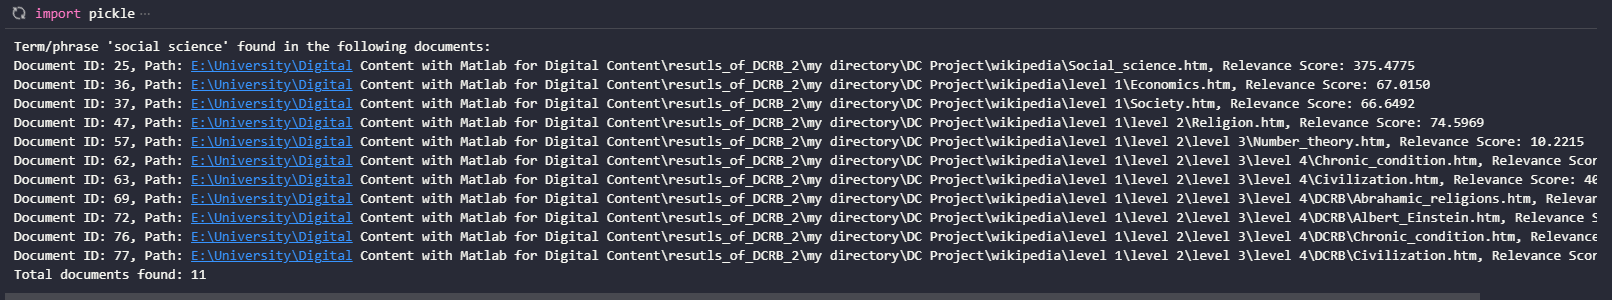 import pickle ···
Term/phrase 'social science' found in the following documents:
Document ID: 25, Path: E:\University\Digital Content with Matlab for Digital Content\resutls_of_DCRB_2\my directory\DC Project\wikipedia\Social_science.htm, Relevance Score: 375.4775
Document ID: 36, Path: E:\University\Digital Content with Matlab for Digital Content\resutls_of_DCRB_2\my directory\DC Project\wikipedia\level 1\Economics.htm, Relevance Score: 67.0150
Document ID: 37, Path: E:\University\Digital Content with Matlab for Digital Content\resutls_of_DCRB_2\my directory\DC Project\wikipedia\level 1\Society.htm, Relevance Score: 66.6492
Document ID: 47, Path: E:\University\Digital Content with Matlab for Digital Content\resutls_of_DCRB_2\my directory\DC Project\wikipedia\level 1\level 2\Religion.htm, Relevance Score: 74.5969
Document ID: 57, Path: E:\University\Digital Content with Matlab for Digital Content\resutls_of_DCRB_2\my directory\DC Project\wikipedia\level 1\level 2\level 3\Number_theory.htm, Relevance Score: 10.2215
Document ID: 62, Path: E:\University\Digital Content with Matlab for Digital Content\resutls_of_DCRB_2\my directory\DC Project\wikipedia\level 1\level 2\level 3\level 4\Chronic_condition.htm, Relevance Scor
Document ID: 63, Path: E:\University\Digital Content with Matlab for Digital Content\resutls_of_DCRB_2\my directory\DC Project\wikipedia\level 1\level 2\level 3\level 4\Civilization.htm, Relevance Score: 40
Document ID: 69, Path: E:\University\Digital Content with Matlab for Digital Content\resutls_of_DCRB_2\my directory\DC Project\wikipedia\level 1\level 2\level 3\level 4\DCRB\Abrahamic_religions.htm, Relevan
Document ID: 72, Path: E:\University\Digital Content with Matlab for Digital Content\resutls_of_DCRB_2\my directory\DC Project\wikipedia\level 1\level 2\level 3\level 4\DCRB\Albert_Einstein.htm, Relevance S
Document ID: 76, Path: E:\University\Digital Content with Matlab for Digital Content\resutls_of_DCRB_2\my directory\DC Project\wikipedia\level 1\level 2\level 3\level 4\DCRB\Chronic_condition.htm, Relevance
Document ID: 77, Path: E:\University\Digital Content with Matlab for Digital Content\resutls_of_DCRB_2\my directory\DC Project\wikipedia\level 1\level 2\level 3\level 4\DCRB\Civilization.htm, Relevance Scor
Total documents found: 11